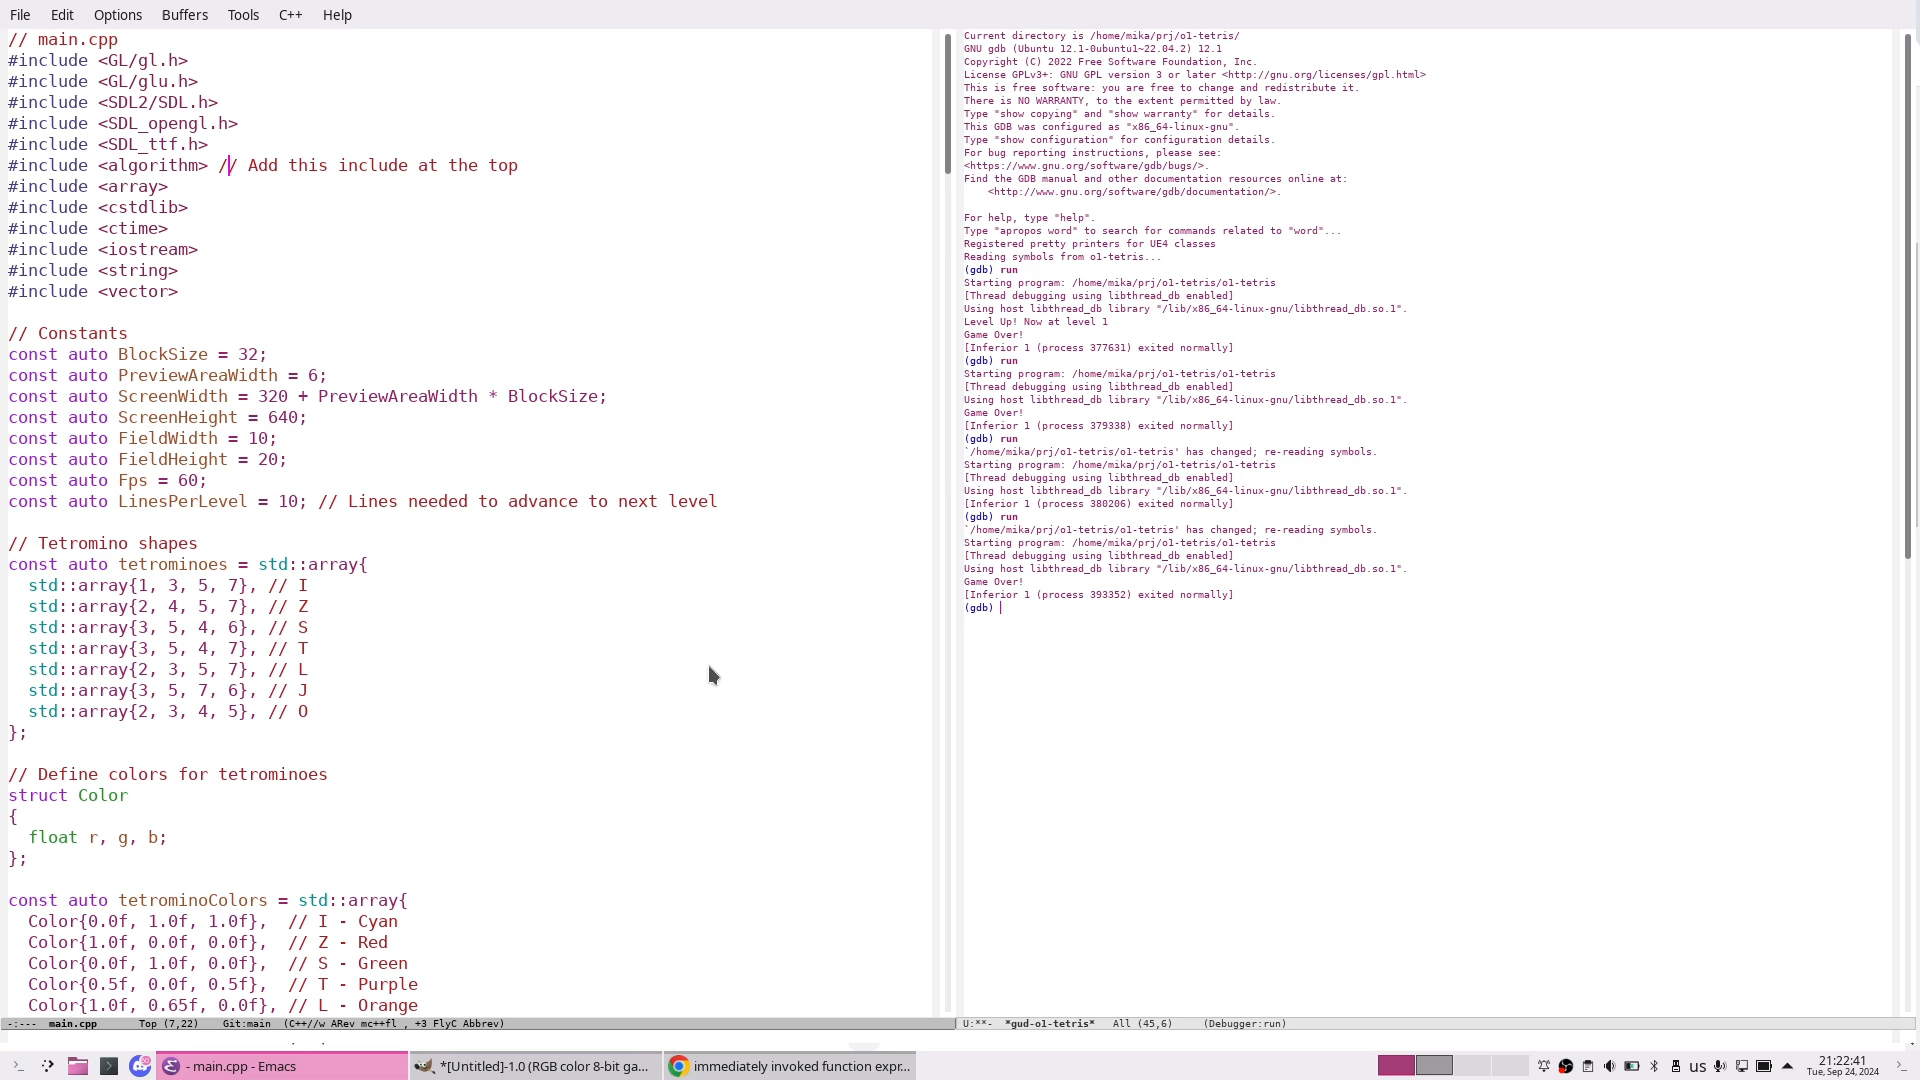 File Edit Options Buffers Tools C++ Help
// main.cpp
#include <GL/gl.h>
#include <GL/glu.h>
#include <SDL2/SDL.h>
#include <SDL_opengl.h>
#include <SDL_ttf.h>
#include <algorithm> // Add this include at the top
#include <array>
#include <cstdlib>
#include <ctime>
#include <iostream>
#include <string>
#include <vector>
// Constants
const auto BlockSize = 32;
const auto PreviewAreaWidth = 6;
const auto ScreenWidth = 320 + PreviewAreaWidth * BlockSize;
const auto ScreenHeight = 640;
const auto FieldWidth = 10;
const auto FieldHeight = 20;
const auto Fps = 60;
const auto LinesPerLevel = 10; // Lines needed to advance to next level
// Tetromino shapes
const auto tetrominoes = std::array{
  std::array{1, 3, 5, 7}, // I
  std::array{2, 4, 5, 7}, // Z
  std::array{3, 5, 4, 6}, // S
  std::array{3, 5, 4, 7}, // T
  std::array{2, 3, 5, 7}, // L
  std::array{3, 5, 7, 6}, // J
  std::array{2, 3, 4, 5}, // O
};
// Define colors for tetrominoes
struct Color
{
  float r, g, b;
};
const auto tetrominoColors = std::array{
  Color{0.0f, 1.0f, 1.0f},  // I - Cyan
  Color{1.0f, 0.0f, 0.0f},  // Z - Red
  Color{0.0f, 1.0f, 0.0f},  // S - Green
  Color{0.5f, 0.0f, 0.5f},  // T - Purple
  Color{1.0f, 0.65f, 0.0f}, // L - Orange
-:--- main.cpp Top (7,22) Git:main (C++//w ARev mc++fl , +3 FlyC Abbrev)
Current directory is /home/mika/prj/o1-tetris/
GNU gdb (Ubuntu 12.1-0ubuntu1~22.04.2) 12.1
Copyright (C) 2022 Free Software Foundation, Inc.
License GPLv3+: GNU GPL version 3 or later <http://gnu.org/licenses/gpl.html>
This is free software: you are free to change and redistribute it.
There is NO WARRANTY, to the extent permitted by law.
Type "show copying" and "show warranty" for details.
This GDB was configured as "x86_64-linux-gnu".
Type "show configuration" for configuration details.
For bug reporting instructions, please see:
<https://www.gnu.org/software/gdb/bugs/>.
Find the GDB manual and other documentation resources online at:
    <http://www.gnu.org/software/gdb/documentation/>.
For help, type "help".
Type "apropos word" to search for commands related to "word"...
Registered pretty printers for UE4 classes
Reading symbols from o1-tetris...
(gdb) run
Starting program: /home/mika/prj/o1-tetris/o1-tetris
[Thread debugging using libthread_db enabled]
Using host libthread_db library "/lib/x86_64-linux-gnu/libthread_db.so.1".
Level Up! Now at level 1
Game Over!
[Inferior 1 (process 377631) exited normally]
(gdb) run
Starting program: /home/mika/prj/o1-tetris/o1-tetris
[Thread debugging using libthread_db enabled]
Using host libthread_db library "/lib/x86_64-linux-gnu/libthread_db.so.1".
Game Over!
[Inferior 1 (process 379338) exited normally]
(gdb) run
`/home/mika/prj/o1-tetris/o1-tetris' has changed; re-reading symbols.
Starting program: /home/mika/prj/o1-tetris/o1-tetris
[Thread debugging using libthread_db enabled]
Using host libthread_db library "/lib/x86_64-linux-gnu/libthread_db.so.1".
[Inferior 1 (process 380206) exited normally]
(gdb) run
`/home/mika/prj/o1-tetris/o1-tetris' has changed; re-reading symbols.
Starting program: /home/mika/prj/o1-tetris/o1-tetris
[Thread debugging using libthread_db enabled]
Using host libthread_db library "/lib/x86_64-linux-gnu/libthread_db.so.1".
Game Over!
[Inferior 1 (process 393352) exited normally]
(gdb)
U:**- *gud-o1-tetris* All (45,6) (Debugger:run)
- main.cpp - Emacs
*[Untitled]-1.0 (RGB color 8-bit ga...
immediately invoked function expr...
us
21:22:41
Tue, Sep 24, 2024